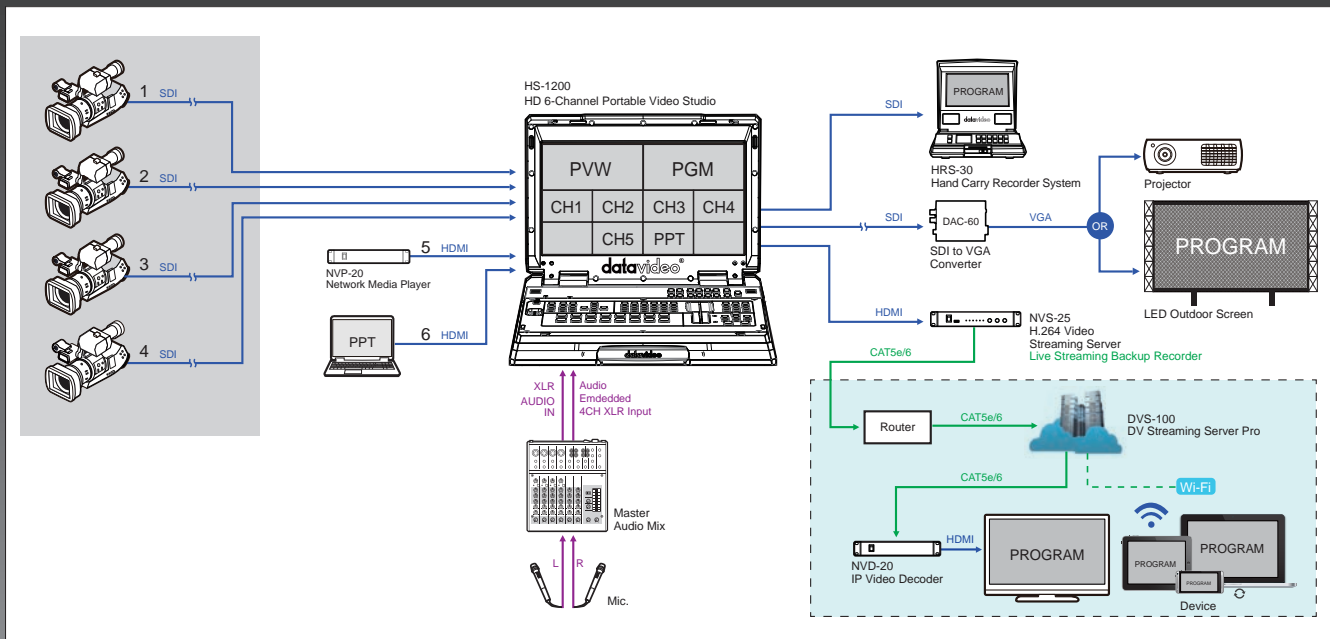 1 SDI
2 SDI
3 SDI
4 SDI
NVP-20
Network Media Player
5 HDMI
PPT
6 HDMI
HS-1200
HD 6-Channel Portable Video Studio
PVW PGM
CH1 CH2 CH3 CH4
CH5 PPT
datavideo®
datavideo
XLR
AUDIO
IN
Audio
Emdedded
4CH XLR Input
Master
Audio Mix
L R
Mic.
SDI
PROGRAM
datavideo
HRS-30
Hand Carry Recorder System
SDI
DAC-60
SDI to VGA
Converter
VGA
OR
Projector
PROGRAM
LED Outdoor Screen
HDMI
NVS-25
H.264 Video
Streaming Server
Live Streaming Backup Recorder
CAT5e/6
Router
CAT5e/6
DVS-100
DV Streaming Server Pro
CAT5e/6
Wi-Fi
NVD-20
IP Video Decoder
HDMI
PROGRAM
PROGRAM
PROGRAM
PROGRAM
Device